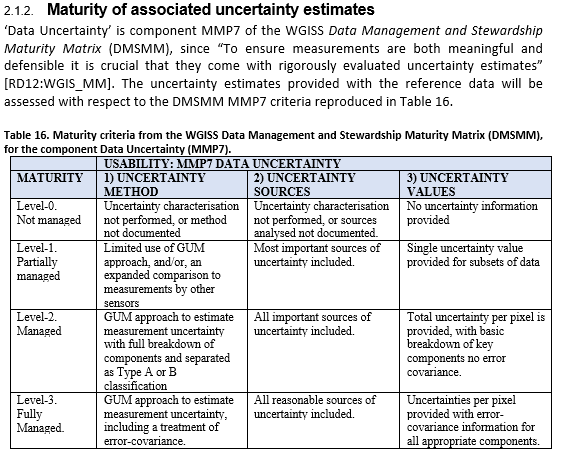 2.1.2. Maturity of associated uncertainty estimates
‘Data Uncertainty’ is component MMP7 of the WGISS Data Management and Stewardship
Maturity Matrix (DMSMM), since “To ensure measurements are both meaningful and
defensible it is crucial that they come with rigorously evaluated uncertainty estimates”
[RD12:WGIS_MM]. The uncertainty estimates provided with the reference data will be
assessed with respect to the DMSMM MMP7 criteria reproduced in Table 16.
Table 16. Maturity criteria from the WGISS Data Management and Stewardship Maturity Matrix (DMSMM),
for the component Data Uncertainty (MMP7).
USABILITY: MMP7 DATA UNCERTAINTY
MATURITY
1) UNCERTAINTY
METHOD
2) UNCERTAINTY
SOURCES
3) UNCERTAINTY
VALUES
Level-0.
Not managed
Uncertainty characterisation
not performed, or method
not documented
Uncertainty characterisation
not performed, or sources
analysed not documented.
No uncertainty information
provided
Level-1.
Partially
managed
Limited use of GUM
approach, and/or, an
expanded comparison to
measurements by other
sensors
Most important sources of
uncertainty included.
Single uncertainty value
provided for subsets of data
Level-2.
Managed
GUM approach to estimate
measurement uncertainty
with full breakdown of
components and separated
as Type A or B
classification
All important sources of
uncertainty included.
Total uncertainty per pixel is
provided, with basic
breakdown of key
components no error
covariance.
Level-3.
Fully
Managed.
GUM approach to estimate
measurement uncertainty,
including a treatment of
error-covariance.
All reasonable sources of
uncertainty included.
Uncertainties per pixel
provided with error-
covariance information for
all appropriate components.